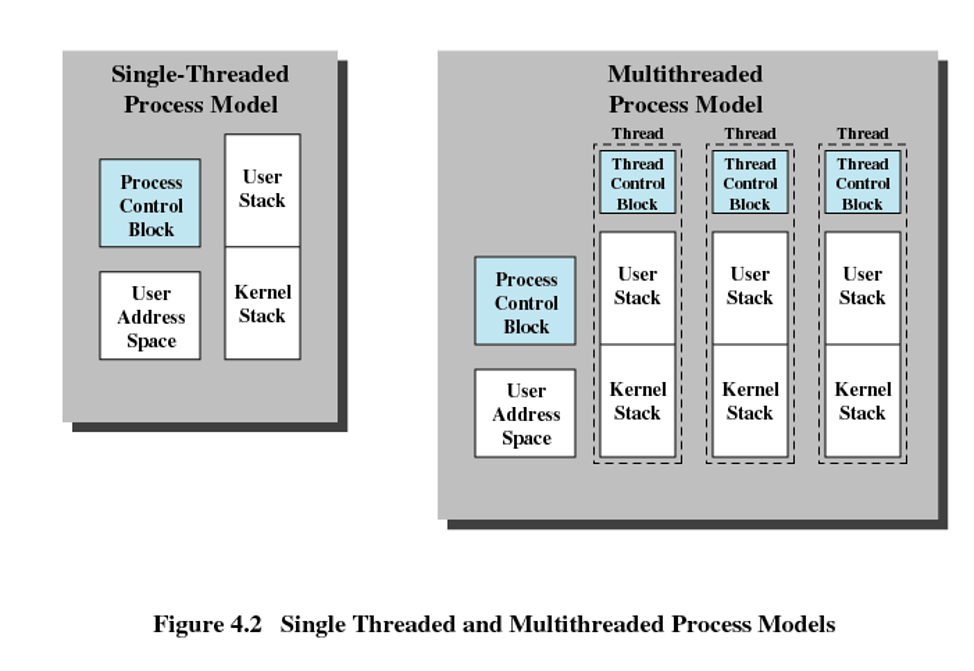 Single-Threaded
Process Model
Process
Control
Block
User
Stack
User
Address
Space
Kernel
Stack
Multithreaded
Process Model
Thread
Thread
Thread
Thread
Control
Block
Thread
Control
Block
Thread
Control
Block
Process
Control
Block
User
Stack
User
Stack
User
Stack
User
Address
Space
Kernel
Stack
Kernel
Stack
Kernel
Stack
Figure 4.2 Single Threaded and Multithreaded Process Models